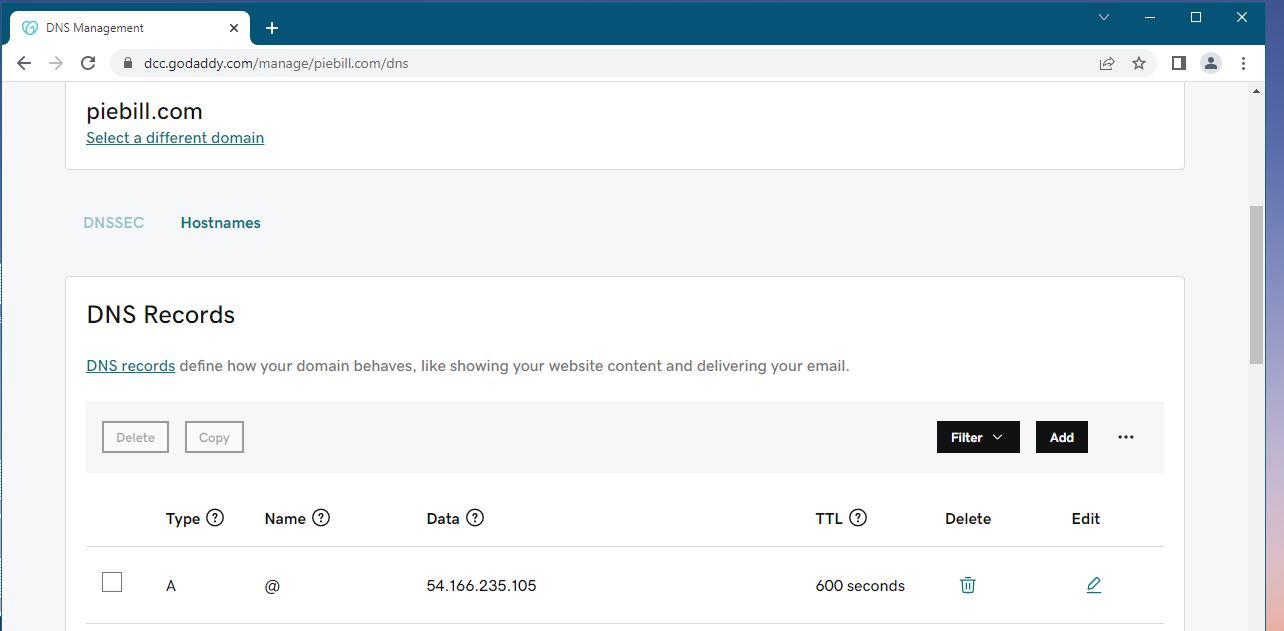 DNS Management
dcc.godaddy.com/manage/piebill.com/dns
piebill.com
Select a different domain
DNSSEC Hostnames
DNS Records
DNS records define how your domain behaves, like showing your website content and delivering your email.
Delete Copy Filter Add
Type Name Data TTL Delete Edit
A @ 54.166.235.105 600 seconds